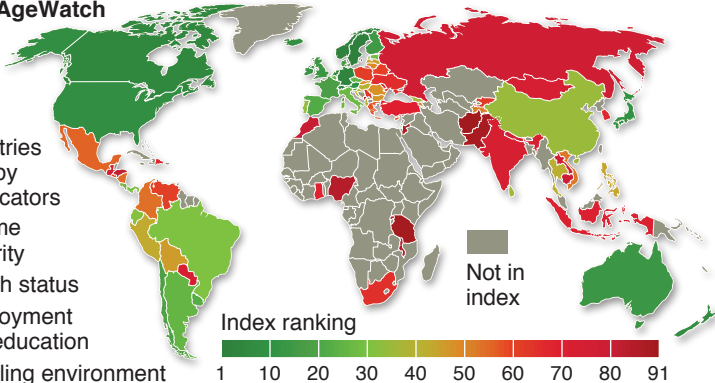 AgeWatch
tries
by
cators
me
rity
h status
oyment
education
ling environment
Not in
index
Index ranking
1 10 20 30 40 50 60 70 80 91